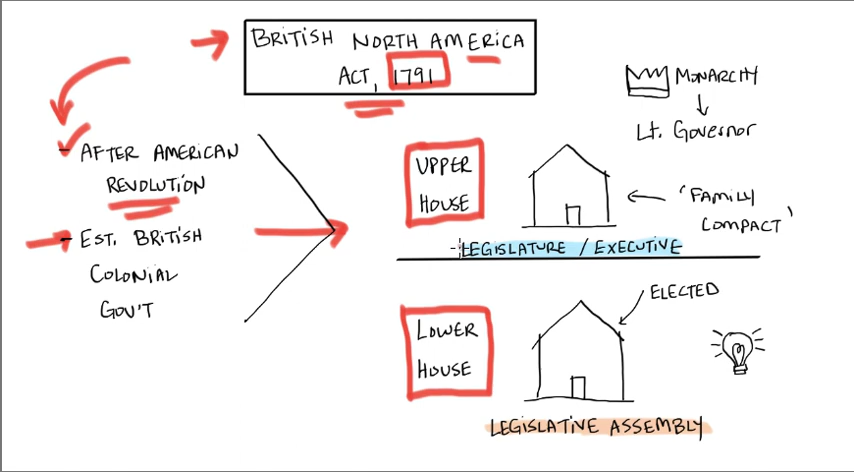 BRITISH NORTH AMERICA
ACT, 1791
- AFTER AMERICAN
REVOLUTION
- EST. BRITISH
COLONIAL
GOV'T
MONARCHY
Lt. Governor
UPPER
HOUSE
'FAMILY
COMPACT'
- LEGISLATURE / EXECUTIVE
ELECTED
LOWER
HOUSE
LEGISLATIVE ASSEMBLY